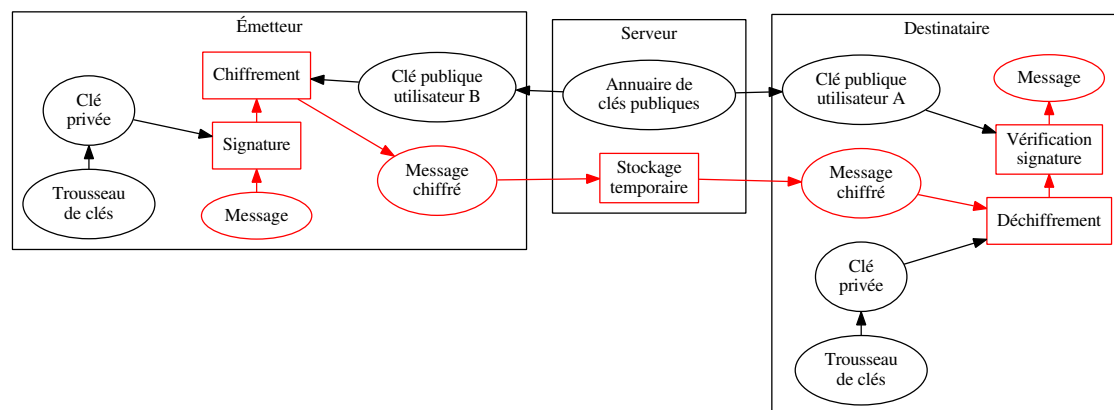 Émetteur
Chiffrement
Clé publique
utilisateur B
Clé
privée
Signature
Message
chiffré
Trousseau
de clés
Message
Serveur
Annuaire de
clés publiques
Stockage
temporaire
Destinataire
Clé publique
utilisateur A
Message
Vérification
signature
Message
chiffré
Déchiffrement
Clé
privée
Trousseau
de clés